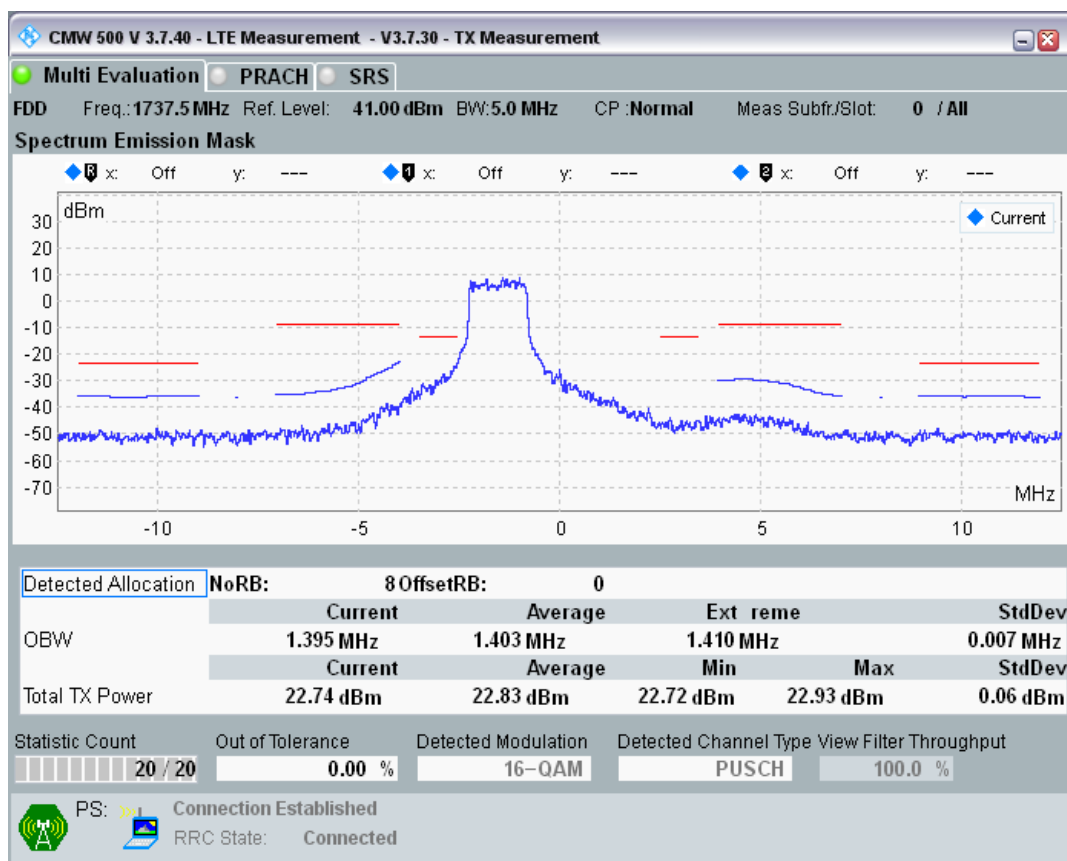 CMW 500 V 3.7.40 - LTE Measurement - V3.7.30 - TX Measurement
Multi Evaluation PRACH SRS
FDD Freq.: 1737.5 MHz Ref. Level: 41.00 dBm BW: 5.0 MHz CP : Normal Meas Subfr./Slot: 0 / All
Spectrum Emission Mask
R x: Off y: --- 1 x: Off y: --- 2 x: Off y: ---
dBm
Current
30
20
10
0
-10
-20
-30
-40
-50
-60
-70
MHz
-10 -5 0 5 10
Detected Allocation NoRB: 8 OffsetRB: 0
Current Average Ext reme StdDev
OBW 1.395 MHz 1.403 MHz 1.410 MHz 0.007 MHz
Current Average Min Max StdDev
Total TX Power 22.74 dBm 22.83 dBm 22.72 dBm 22.93 dBm 0.06 dBm
Statistic Count Out of Tolerance Detected Modulation Detected Channel Type View Filter Throughput
20 / 20 0.00 % 16-QAM PUSCH 100.0 %
PS: Connection Established
RRC State: Connected